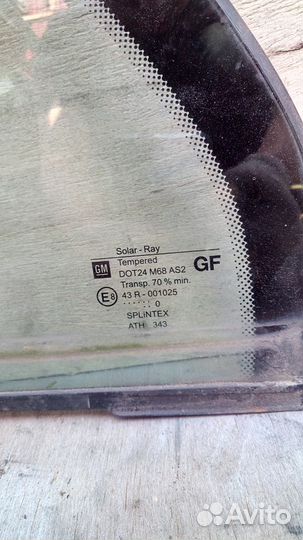 Solar - Ray
Tempered
GM DOT24 M68 AS2 GF
Transp. 70 % min.
E8 43 R - 001025
....... 0
SPLiNTEX
ATH 343
Avito